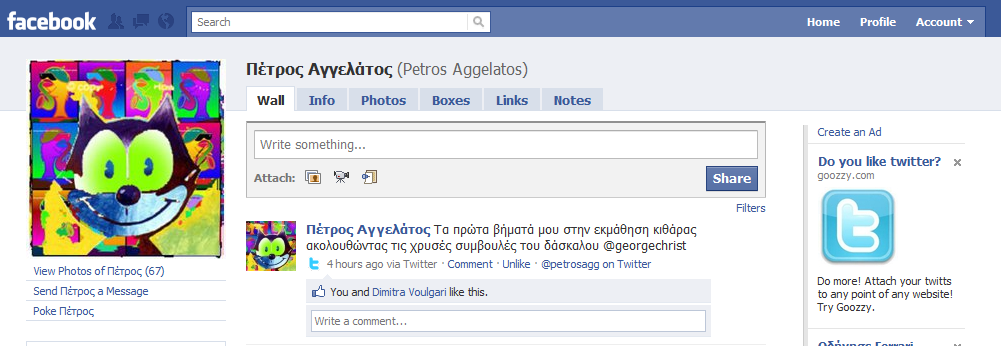 facebook
Search
Home Profile Account
Πέτρος Αγγελάτος (Petros Aggelatos)
Wall Info Photos Boxes Links Notes
Write something...
Attach:
Share
Filters
View Photos of Πέτρος (67)
Send Πέτρος a Message
Poke Πέτρος
Πέτρος Αγγελάτος Τα πρώτα βήματά μου στην εκμάθηση κιθάρας
ακολουθώντας τις χρυσές συμβουλές του δάσκαλου @georgechrist
4 hours ago via Twitter · Comment · Unlike · @petrosagg on Twitter
You and Dimitra Voulgari like this.
Write a comment...
Create an Ad
Do you like twitter?
goozzy.com
Do more! Attach your twitts
to any point of any website!
Try Goozzy.